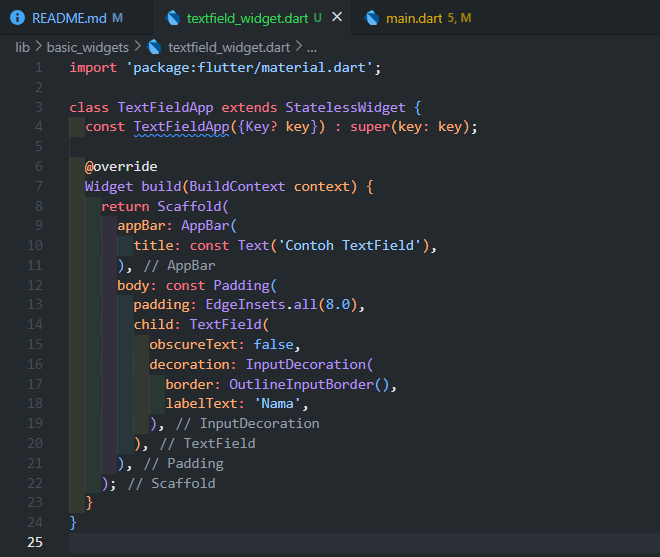 README.md M textfield_widget.dart U × main.dart 5, M
lib > basic_widgets > textfield_widget.dart > ...
1 import 'package:flutter/material.dart';
2
3 class TextFieldApp extends StatelessWidget {
4   const TextFieldApp({Key? key}) : super(key: key);
5
6   @override
7   Widget build(BuildContext context) {
8     return Scaffold(
9       appBar: AppBar(
10         title: const Text('Contoh TextField'),
11       ), // AppBar
12       body: const Padding(
13         padding: EdgeInsets.all(8.0),
14         child: TextField(
15           obscureText: false,
16           decoration: InputDecoration(
17             border: OutlineInputBorder(),
18             labelText: 'Nama',
19           ), // InputDecoration
20         ), // TextField
21       ), // Padding
22     ); // Scaffold
23   }
24 }
25